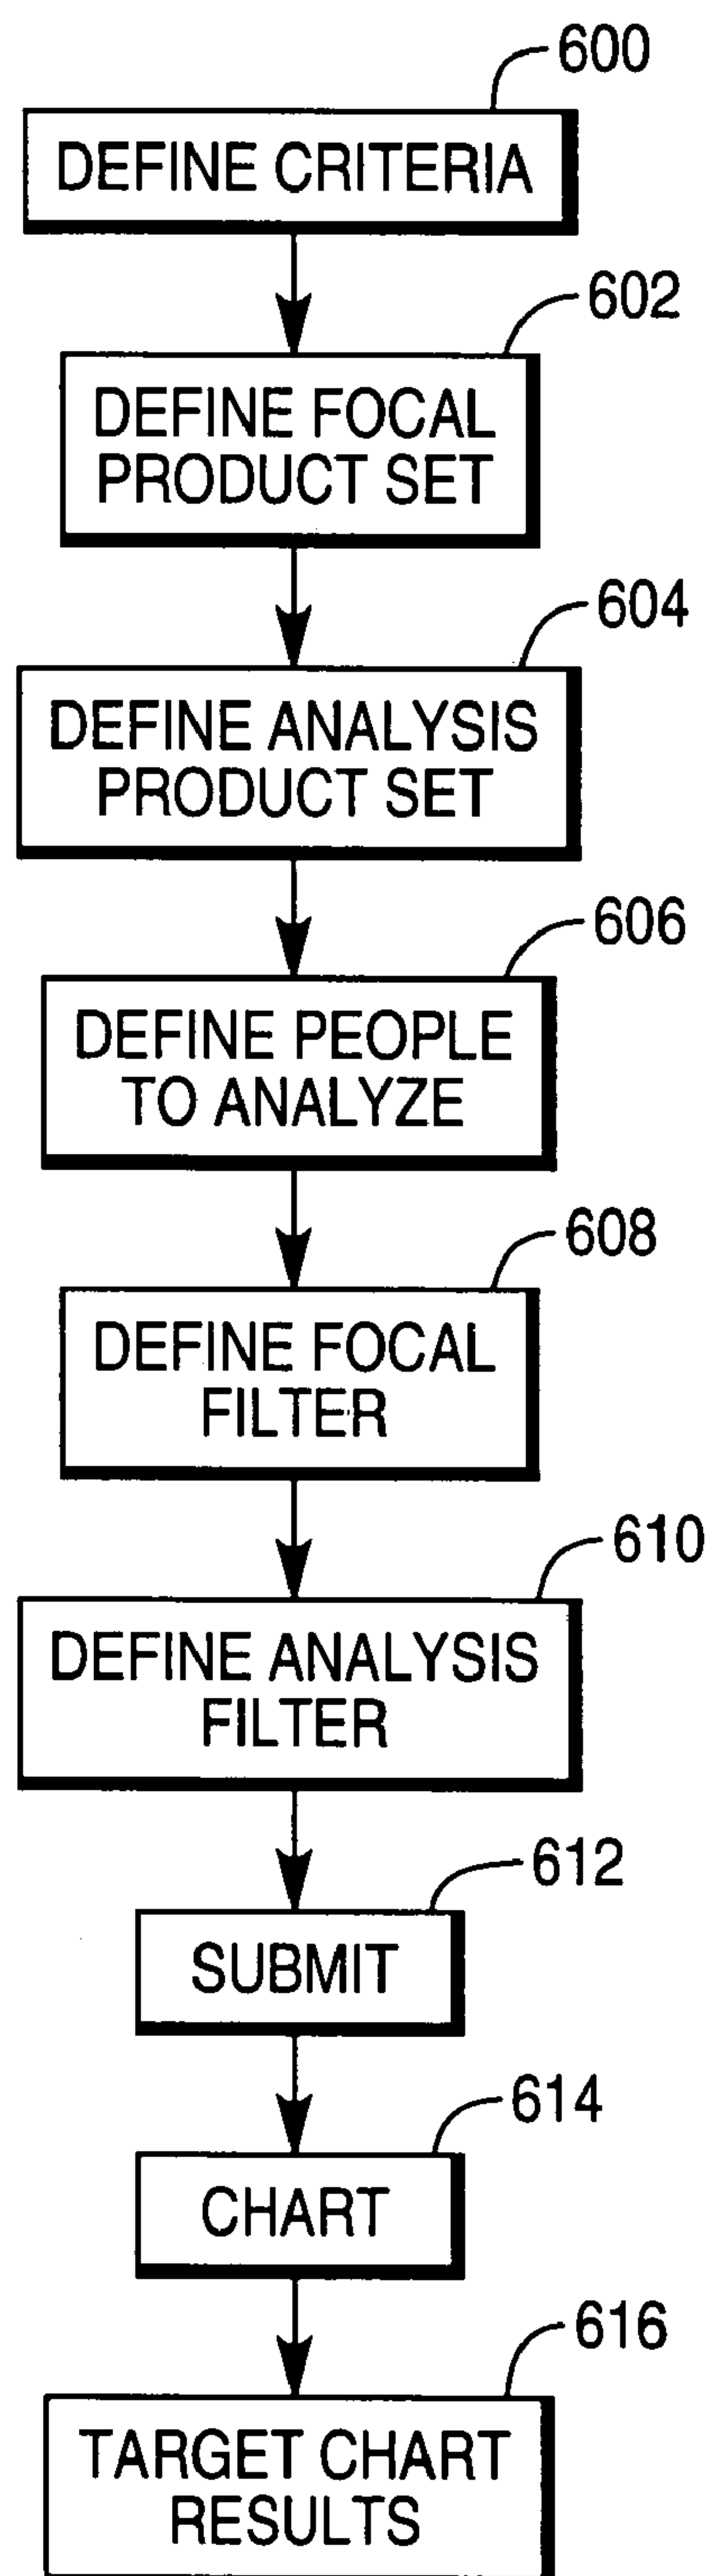 600
DEFINE CRITERIA
602
DEFINE FOCAL
PRODUCT SET
604
DEFINE ANALYSIS
PRODUCT SET
606
DEFINE PEOPLE
TO ANALYZE
608
DEFINE FOCAL
FILTER
610
DEFINE ANALYSIS
FILTER
612
SUBMIT
614
CHART
616
TARGET CHART
RESULTS